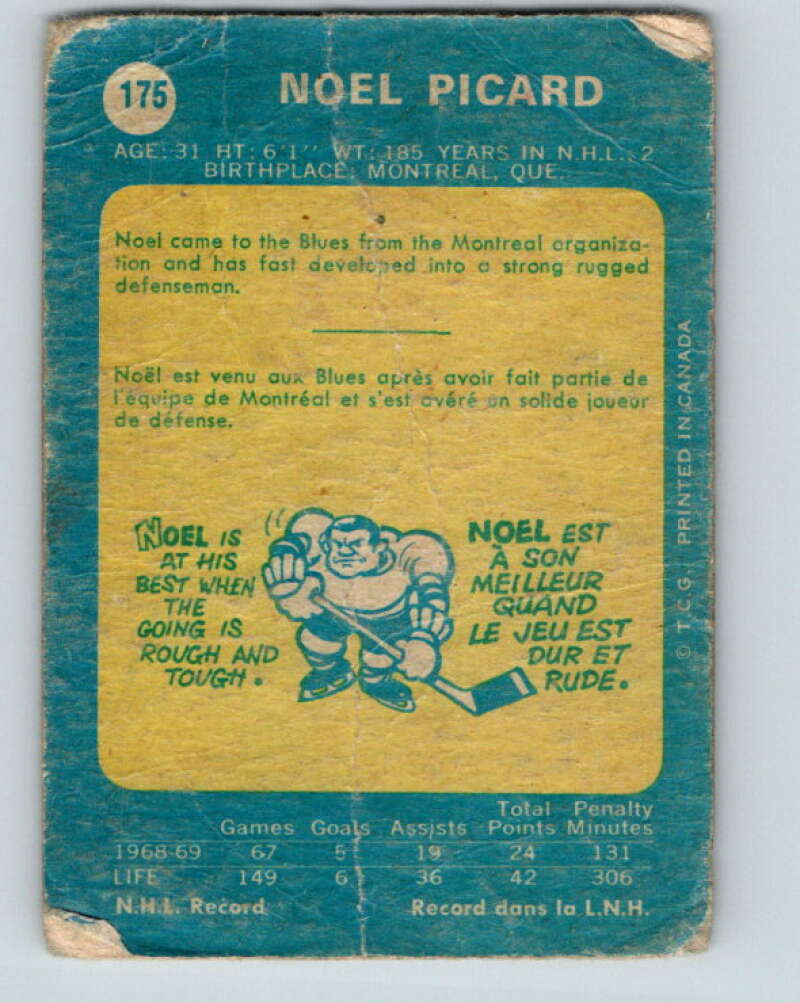 175
NOEL PICARD
AGE: 31 HT: 6'1'' WT: 185 YEARS IN N.H.L. 2
BIRTHPLACE: MONTREAL, QUE.
Noel came to the Blues from the Montreal organiza-
tion and has fast developed into a strong rugged
defenseman.
Noël est venu aux Blues après avoir fait partie de
l'équipe de Montréal et s'est avéré un solide joueur
de défense.
NOEL IS
AT HIS
BEST WHEN
THE
GOING IS
ROUGH AND
TOUGH.
NOEL EST
À SON
MEILLEUR
QUAND
LE JEU EST
DUR ET
RUDE.
© T.C.G. PRINTED IN CANADA
Total Penalty
Games Goals Assists Points Minutes
1968-69 67 5 19 24 131
LIFE 149 6 36 42 306
N.H.L. Record Record dans la L.N.H.